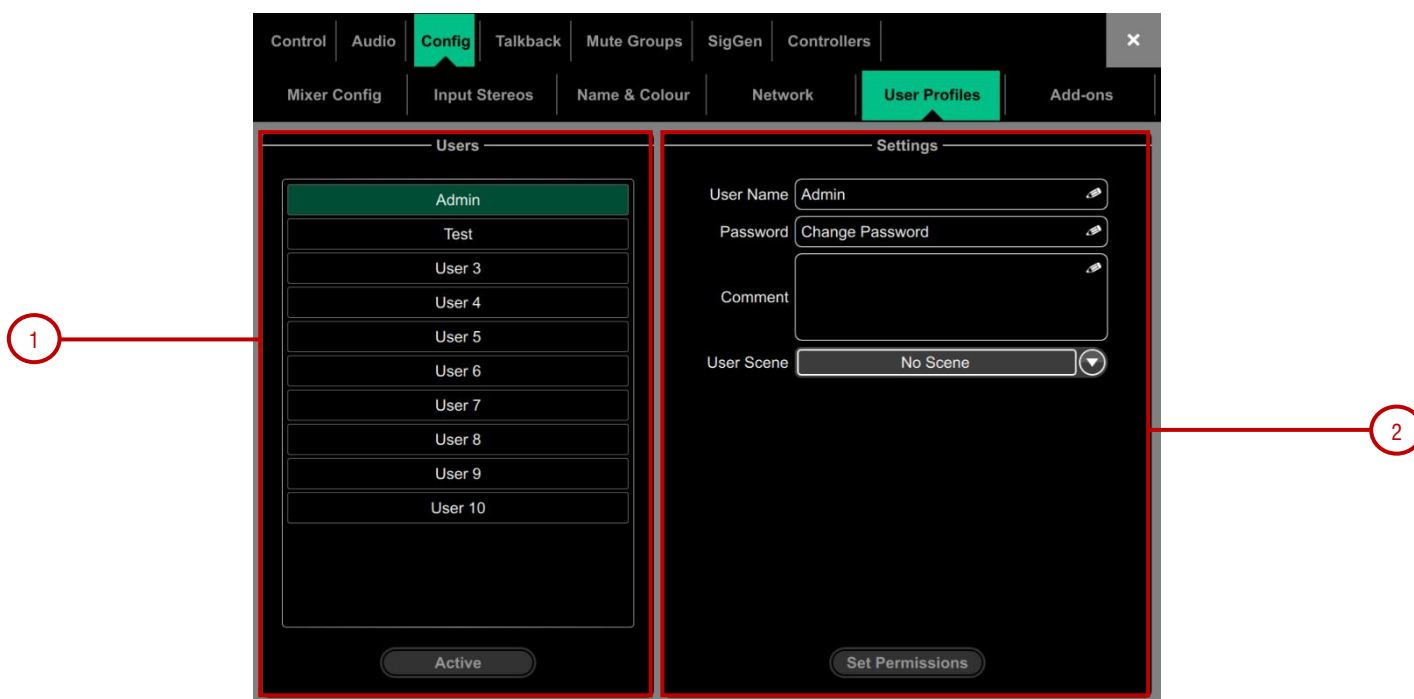 Control Audio Config Talkback Mute Groups SigGen Controllers ×
Mixer Config Input Stereos Name & Colour Network User Profiles Add-ons
Users
Admin
Test
User 3
User 4
User 5
User 6
User 7
User 8
User 9
User 10
Active
Settings
User Name Admin
Password Change Password
Comment
User Scene No Scene
Set Permissions
1
2